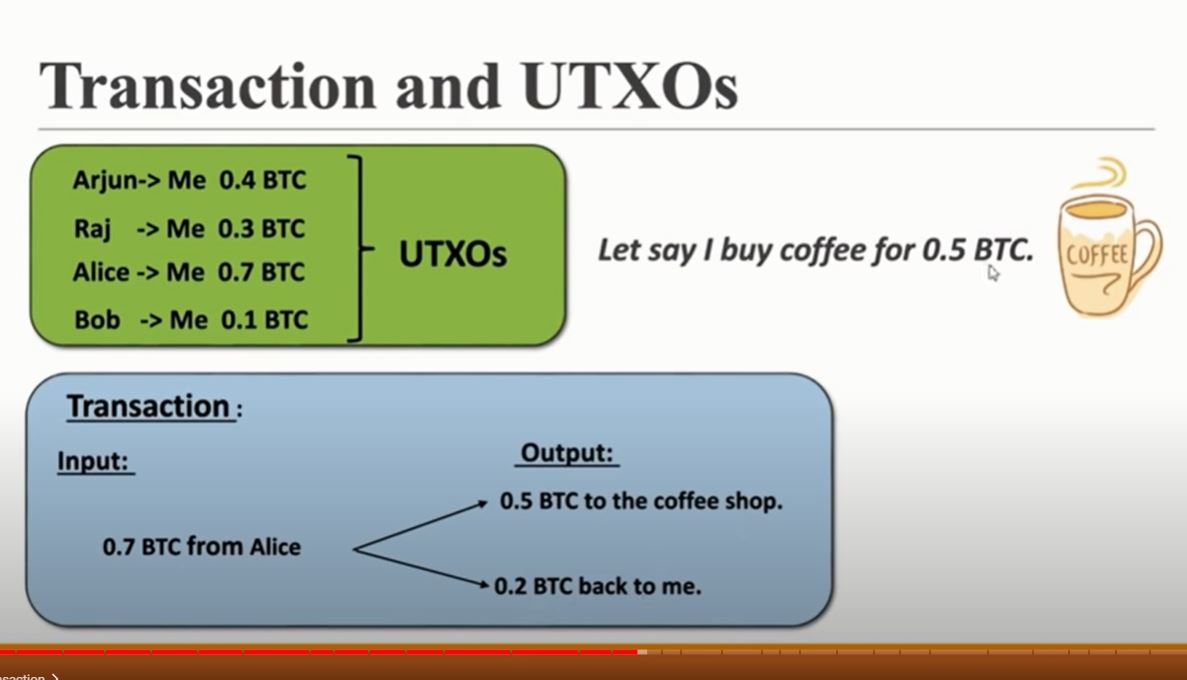 Transaction and UTXOs
Arjun-> Me 0.4 BTC
Raj -> Me 0.3 BTC
Alice -> Me 0.7 BTC
Bob -> Me 0.1 BTC
UTXOs
Let say I buy coffee for 0.5 BTC.
COFFEE
Transaction :
Input:
Output:
0.5 BTC to the coffee shop.
0.7 BTC from Alice
0.2 BTC back to me.